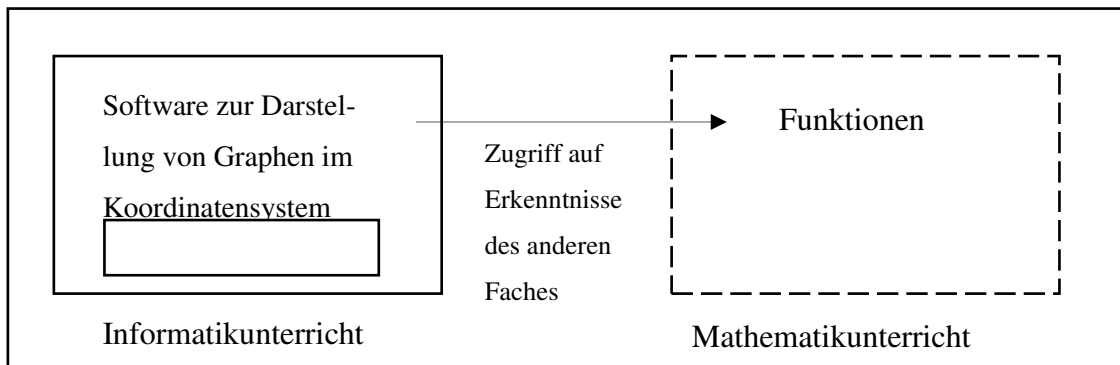 Software zur Darstel-
lung von Graphen im
Koordinatensystem
Zugriff auf
Erkenntnisse
des anderen
Faches
Funktionen
Informatikunterricht
Mathematikunterricht